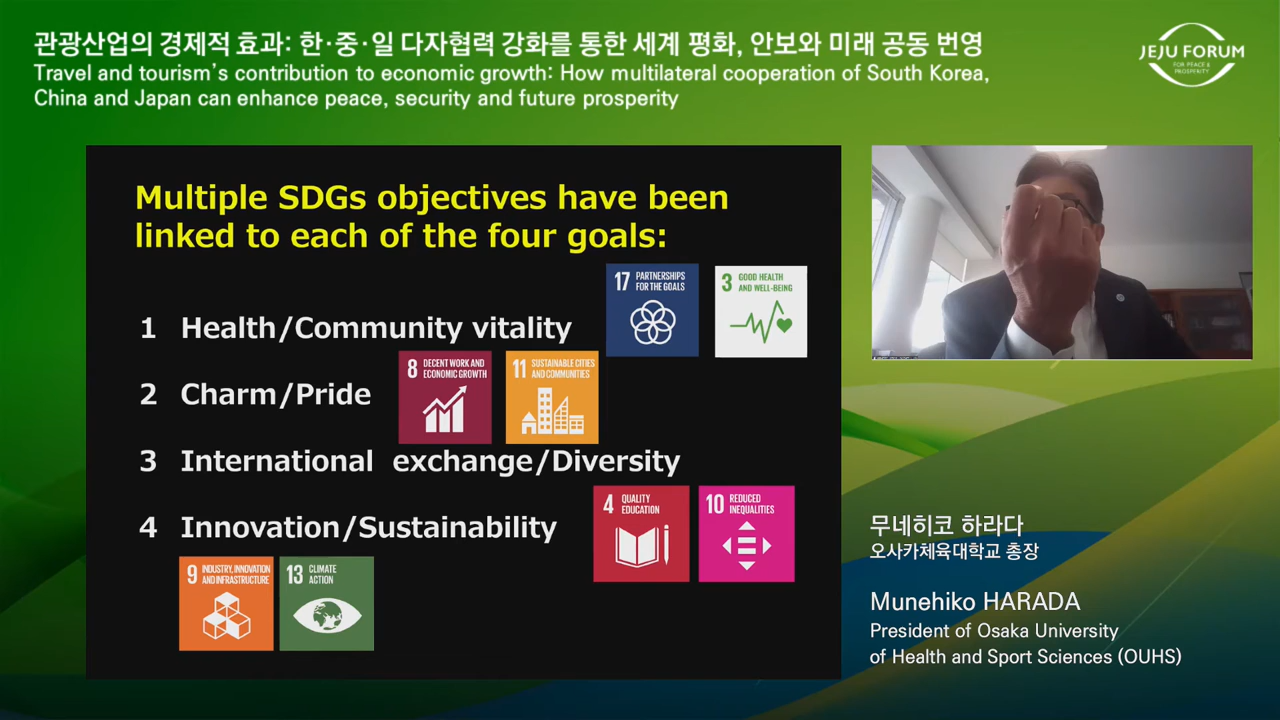 관광산업의 경제적 효과: 한·중·일 다자협력 강화를 통한 세계 평화, 안보와 미래 공동 번영
Travel and tourism's contribution to economic growth: How multilateral cooperation of South Korea,
China and Japan can enhance peace, security and future prosperity
JEJU FORUM
FOR PEACE &
PROSPERITY
Multiple SDGs objectives have been
linked to each of the four goals:
17 PARTNERSHIPS
FOR THE GOALS
3 GOOD HEALTH
AND WELL-BEING
1 Health/Community vitality
8 DECENT WORK AND
ECONOMIC GROWTH
11 SUSTAINABLE CITIES
AND COMMUNITIES
2 Charm/Pride
3 International exchange/Diversity
4 QUALITY
EDUCATION
10 REDUCED
INEQUALITIES
4 Innovation/Sustainability
9 INDUSTRY, INNOVATION
AND INFRASTRUCTURE
13 CLIMATE
ACTION
무네히코 하라다
오사카체육대학교 총장
Munehiko HARADA
President of Osaka University
of Health and Sport Sciences (OUHS)